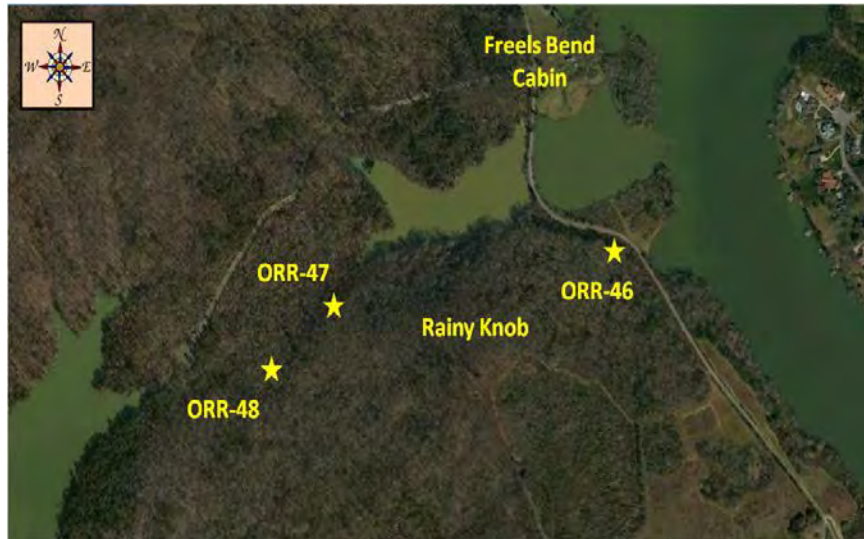 N
W E
S
Freels Bend
Cabin
ORR-47
ORR-46
Rainy Knob
ORR-48